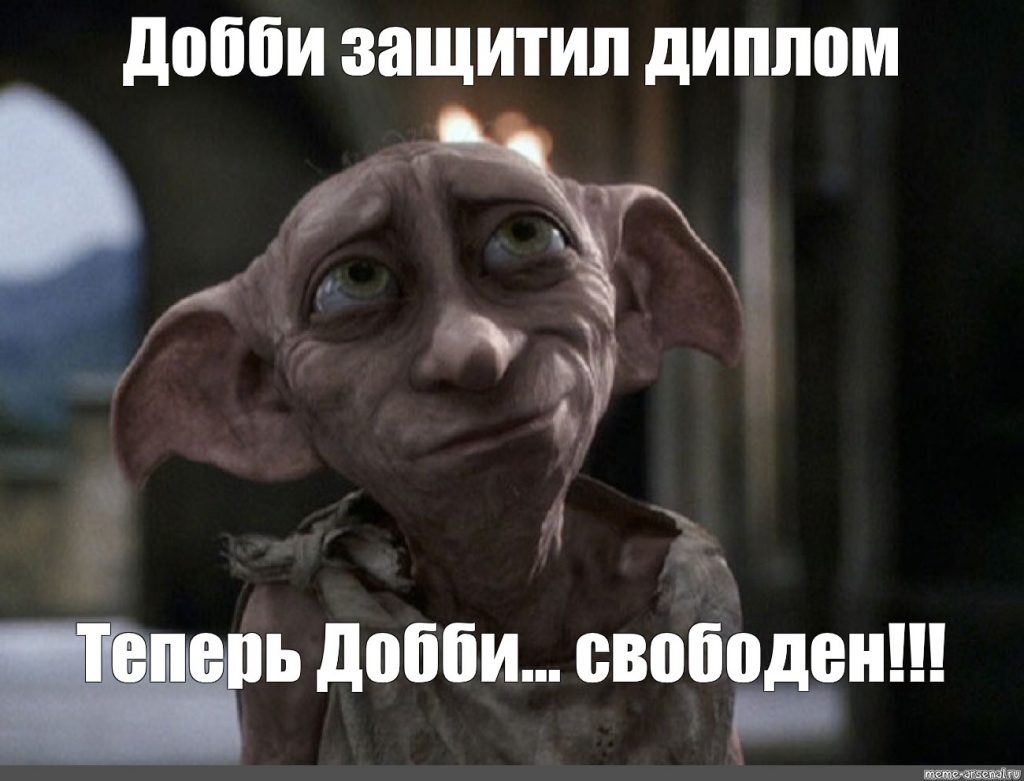 Добби защитил диплом
Теперь Добби... свободен!!!
meme-arsenal.ru